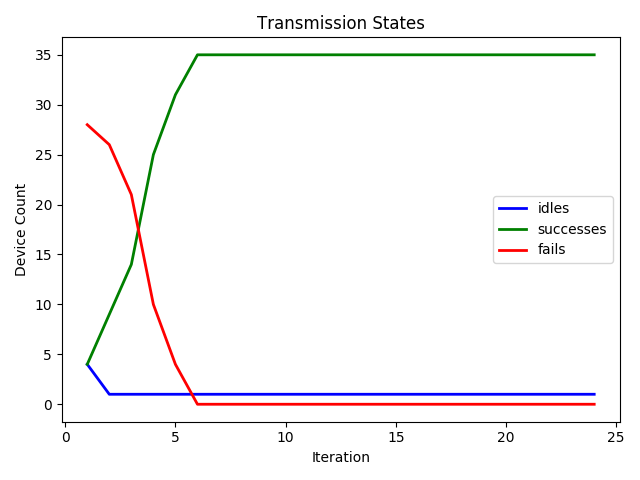 Transmission States
Device Count
35
30
25
20
15
10
5
0
idles
successes
fails
0 5 10 15 20 25
Iteration